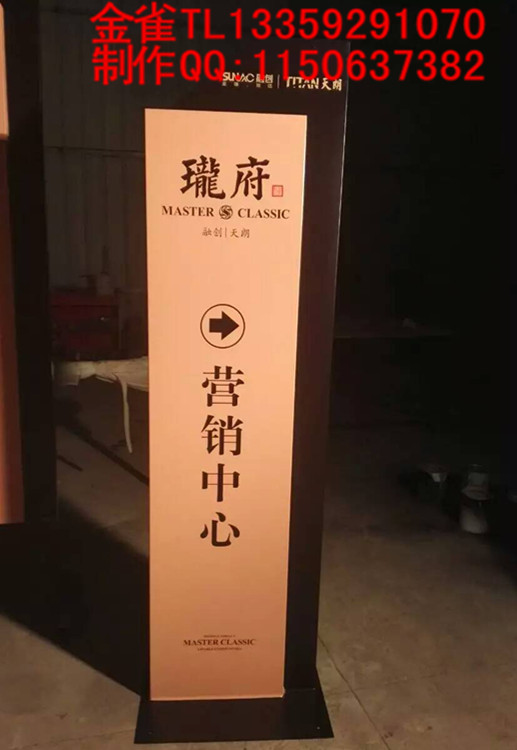 金雀TL13359291070
制作QQ:1150637382
SUNAC融创 | TITAN天朗
瓏府
MASTER CLASSIC
融创|天朗
营销中心
MASTER CLASSIC